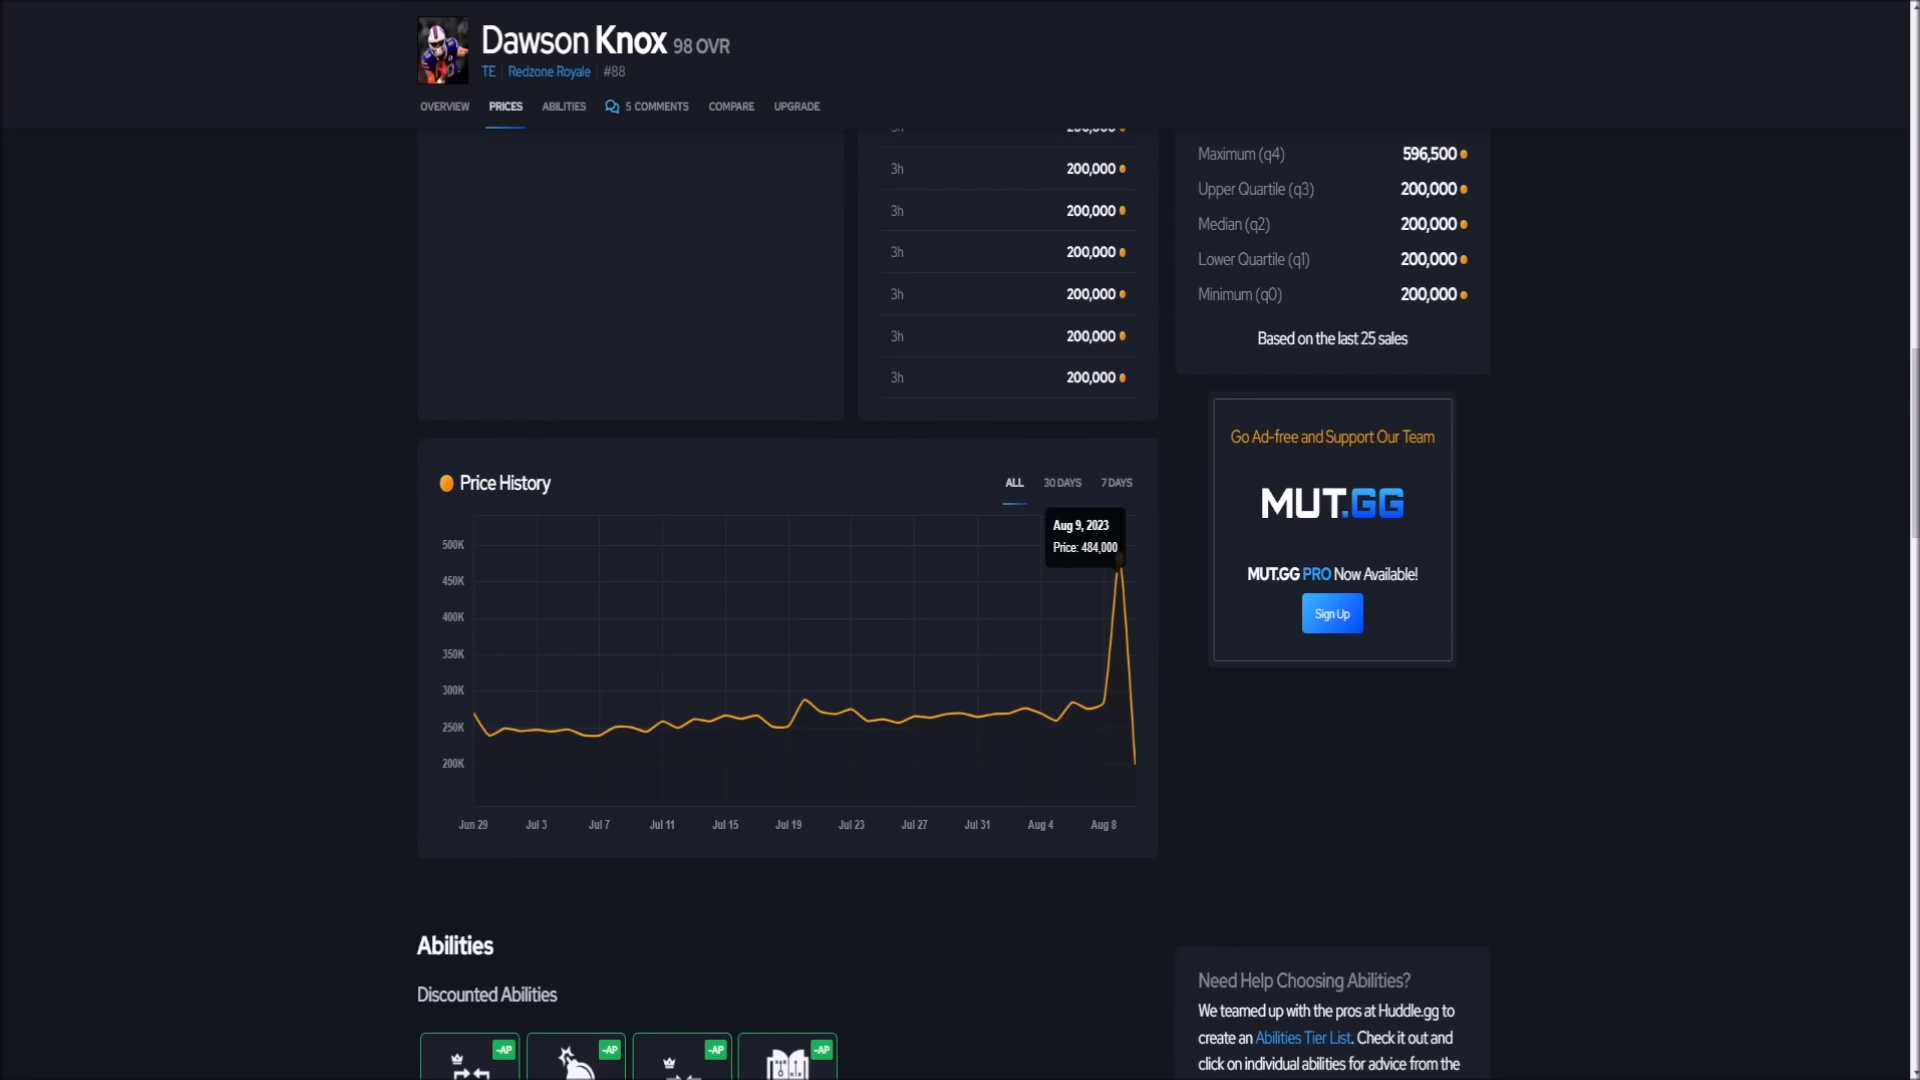 Dawson Knox 98 OVR
TE Redzone Royale #88
OVERVIEW PRICES ABILITIES 5 COMMENTS COMPARE UPGRADE
3h 200,000
3h 200,000
3h 200,000
3h 200,000
3h 200,000
3h 200,000
3h 200,000
Maximum (q4) 596,500
Upper Quartile (q3) 200,000
Median (q2) 200,000
Lower Quartile (q1) 200,000
Minimum (q0) 200,000
Based on the last 25 sales
Go Ad-free and Support Our Team
MUT.GG
MUT.GG PRO Now Available!
Sign Up
Price History
ALL 30 DAYS 7 DAYS
Aug 9, 2023
Price: 484,000
500K
450K
400K
350K
300K
250K
200K
Jun 29 Jul 3 Jul 7 Jul 11 Jul 15 Jul 19 Jul 23 Jul 27 Jul 31 Aug 4 Aug 8
Abilities
Discounted Abilities
-AP -AP -AP -AP
Need Help Choosing Abilities?
We teamed up with the pros at Huddle.gg to
create an Abilities Tier List. Check it out and
click on individual abilities for advice from the